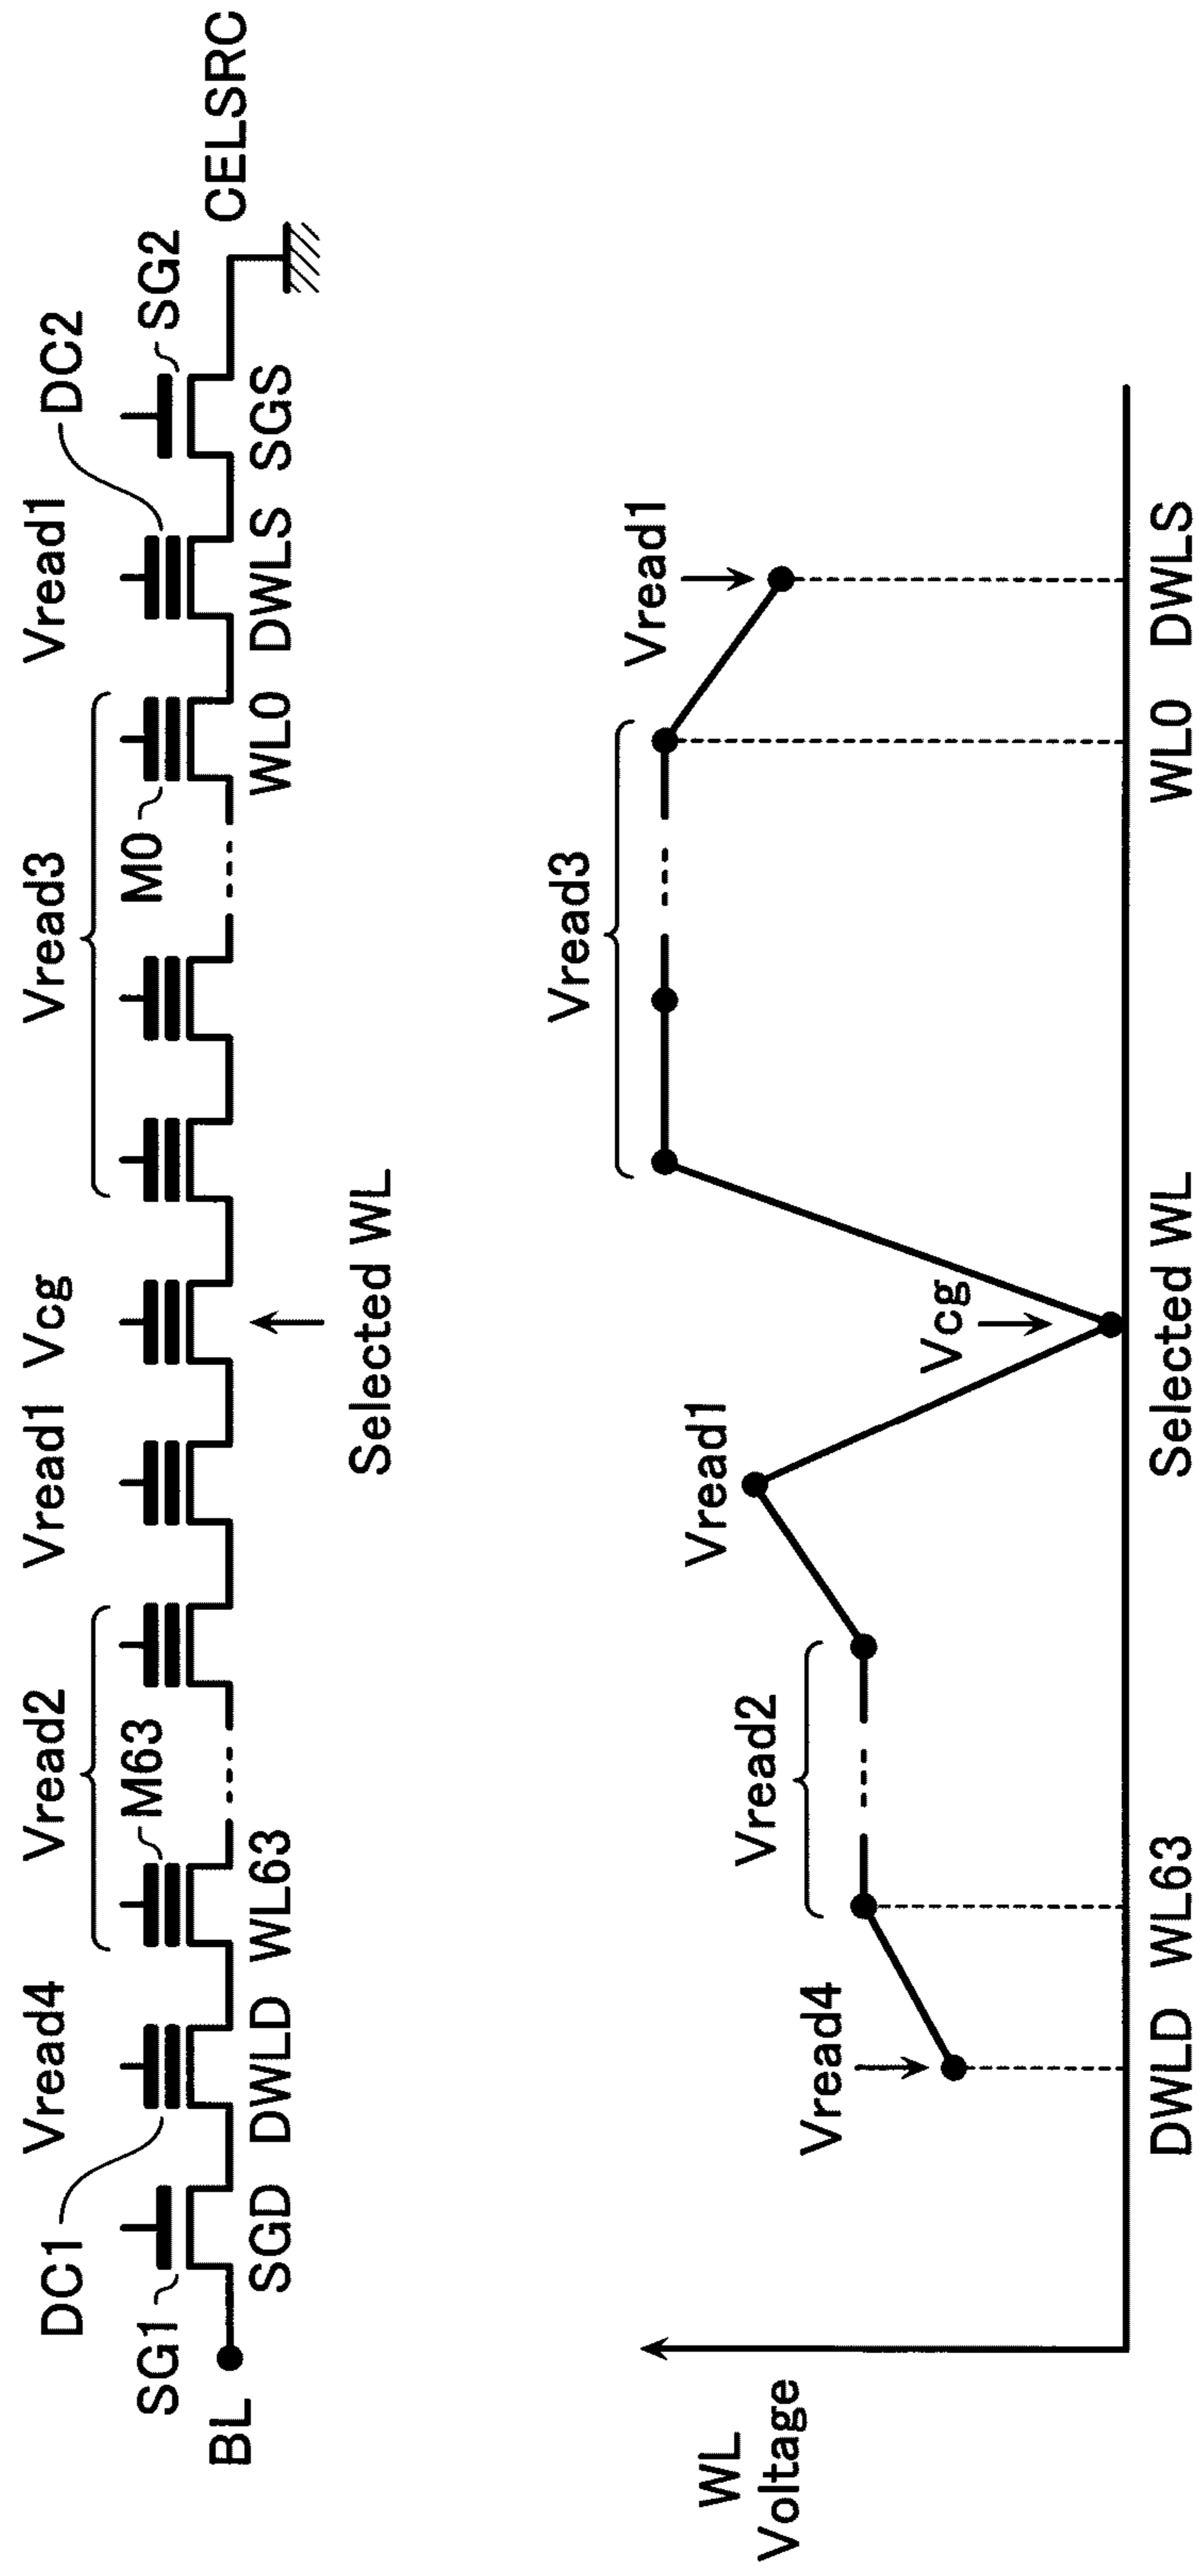 Vread4 Vread2 Vread1 Vcg Vread3 Vread1
DC1 M63 M0 DC2
SG1 SG2
BL CELSRC
SGD DWLD WL63 WL0 DWLS SGS
Selected WL
Vread3
Vread1
Vread1
WL
Voltage
Vread2
Vread4
Vcg
DWLD WL63 Selected WL WL0 DWLS